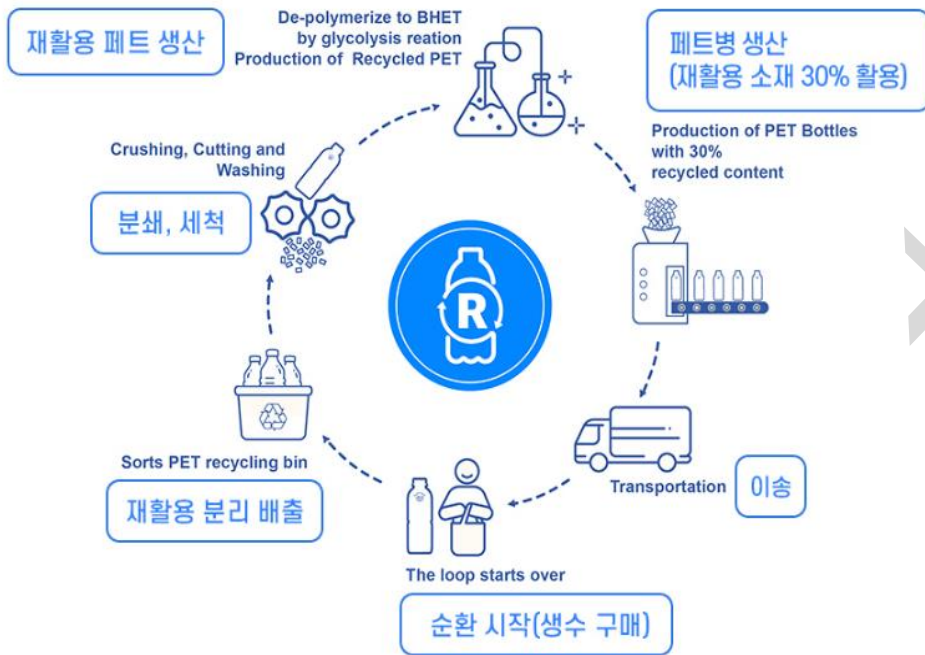 재활용 페트 생산
De-polymerize to BHET
by glycolysis reation
Production of Recycled PET
페트병 생산
(재활용 소재 30% 활용)
Production of PET Bottles
with 30%
recycled content
Crushing, Cutting and
Washing
분쇄, 세척
R
Sorts PET recycling bin
재활용 분리 배출
Transportation
이송
The loop starts over
순환 시작(생수 구매)